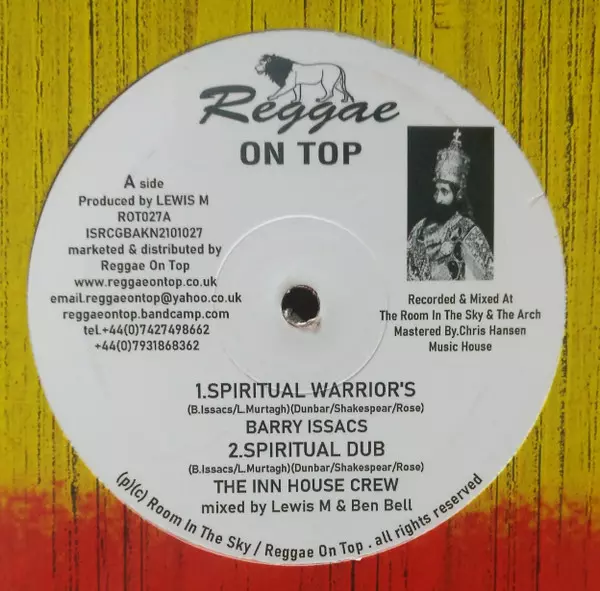 Reggae
ON TOP
A side
Produced by LEWIS M
ROT027A
ISRCGBAKN2101027
marketed & distributed by
Reggae On Top
www.reggaeontop.co.uk
email.reggaeontop@yahoo.co.uk
reggaeontop.bandcamp.com
tel.+44(0)7427498662
+44(0)7931868362
Recorded & Mixed At
The Room In The Sky & The Arch
Mastered By.Chris Hansen
Music House
1.SPIRITUAL WARRIOR'S
(B.Issacs/L.Murtagh)(Dunbar/Shakespear/Rose)
BARRY ISSACS
2.SPIRITUAL DUB
(B.Issacs/L.Murtagh)(Dunbar/Shakespear/Rose)
THE INN HOUSE CREW
mixed by Lewis M & Ben Bell
(p)(c) Room In The Sky / Reggae On Top . all rights reserved